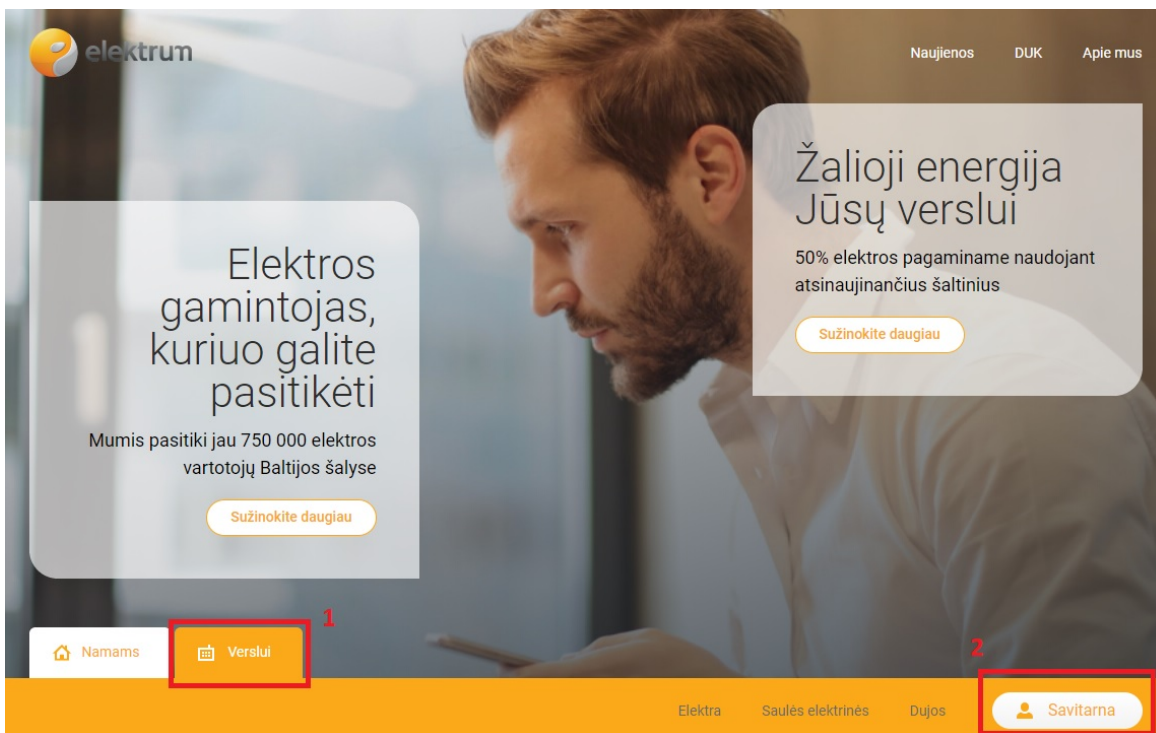 elektrum
Naujienos DUK Apie mus
Žalioji energija
Jūsų verslui
50% elektros pagaminame naudojant
atsinaujinančius šaltinius
Sužinokite daugiau
Elektros
gamintojas,
kuriuo galite
pasitikėti
Mumis pasitiki jau 750 000 elektros
vartotojų Baltijos šalyse
Sužinokite daugiau
1
Namams Verslui
2
Elektra Saulės elektrinės Dujos Savitarna